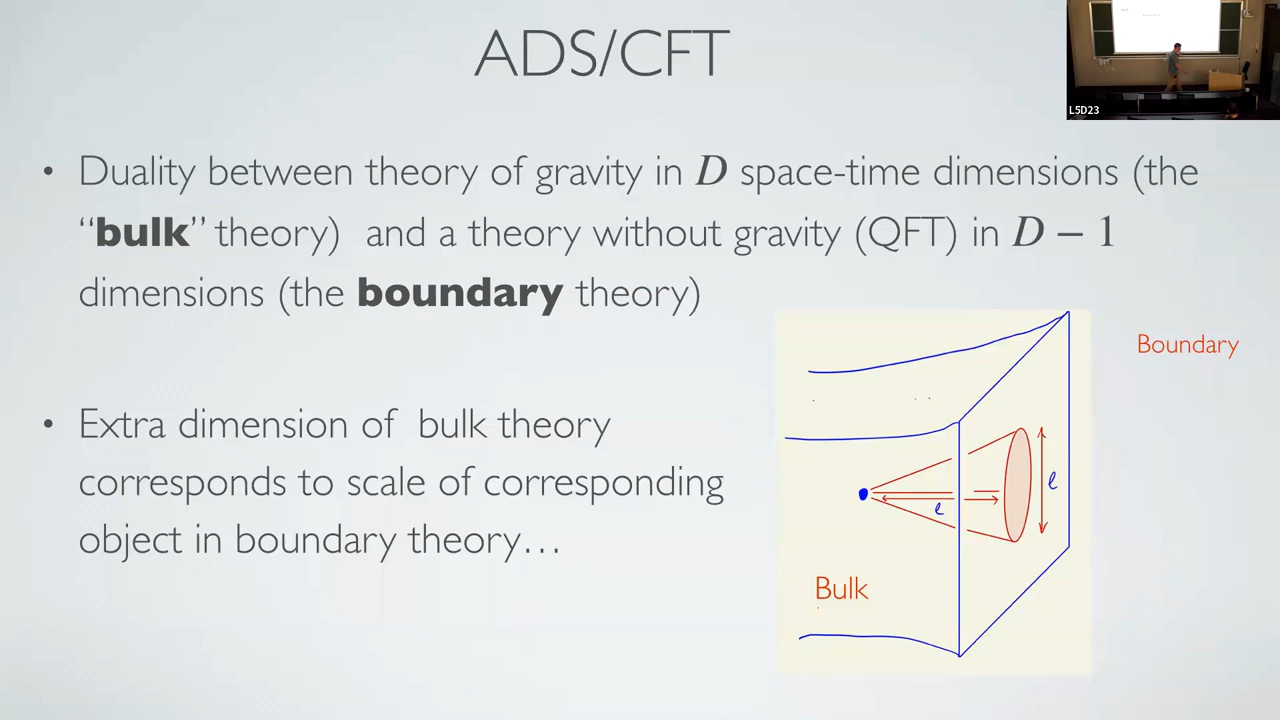 ADS/CFT
L5D23
• Duality between theory of gravity in D space-time dimensions (the
“bulk” theory) and a theory without gravity (QFT) in D − 1
dimensions (the boundary theory)
Boundary
• Extra dimension of bulk theory
corresponds to scale of corresponding
object in boundary theory…
ℓ
ℓ
Bulk